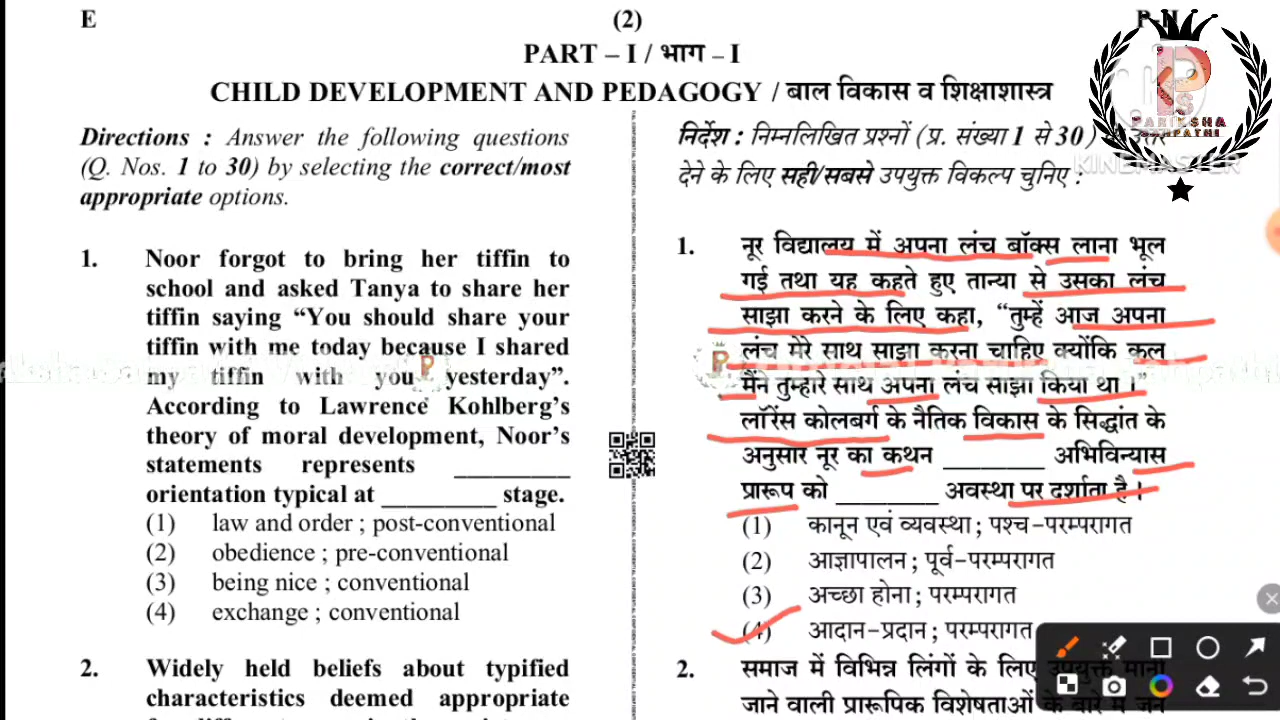 E
(2)
PART – I / भाग – I
CHILD DEVELOPMENT AND PEDAGOGY / बाल विकास व शिक्षाशास्त्र
Directions : Answer the following questions
(Q. Nos. 1 to 30) by selecting the correct/most
appropriate options.
1. Noor forgot to bring her tiffin to
school and asked Tanya to share her
tiffin saying “You should share your
tiffin with me today because I shared
my tiffin with you yesterday”.
According to Lawrence Kohlberg’s
theory of moral development, Noor’s
statements represents ________
orientation typical at ________ stage.
(1) law and order ; post-conventional
(2) obedience ; pre-conventional
(3) being nice ; conventional
(4) exchange ; conventional
2. Widely held beliefs about typified
characteristics deemed appropriate
निर्देश : निम्नलिखित प्रश्नों (प्र. संख्या 1 से 30)
देने के लिए सही/सबसे उपयुक्त विकल्प चुनिए :
1. नूर विद्यालय में अपना लंच बॉक्स लाना भूल
गई तथा यह कहते हुए तान्या से उसका लंच
साझा करने के लिए कहा, “तुम्हें आज अपना
लंच मेरे साथ साझा करना चाहिए क्योंकि कल
मैंने तुम्हारे साथ अपना लंच साझा किया था ।”
लॉरेंस कोलबर्ग के नैतिक विकास के सिद्धांत के
अनुसार नूर का कथन ________ अभिविन्यास
प्रारूप को ________ अवस्था पर दर्शाता है ।
(1) कानून एवं व्यवस्था ; पश्च-परम्परागत
(2) आज्ञापालन ; पूर्व-परम्परागत
(3) अच्छा होना ; परम्परागत
(4) आदान-प्रदान ; परम्परागत
2. समाज में विभिन्न लिंगों के लिए उपयुक्त माना
जाने वाली प्रारूपिक विशेषताओं के बारे में जन
PARIKSHA
KINEMASTER